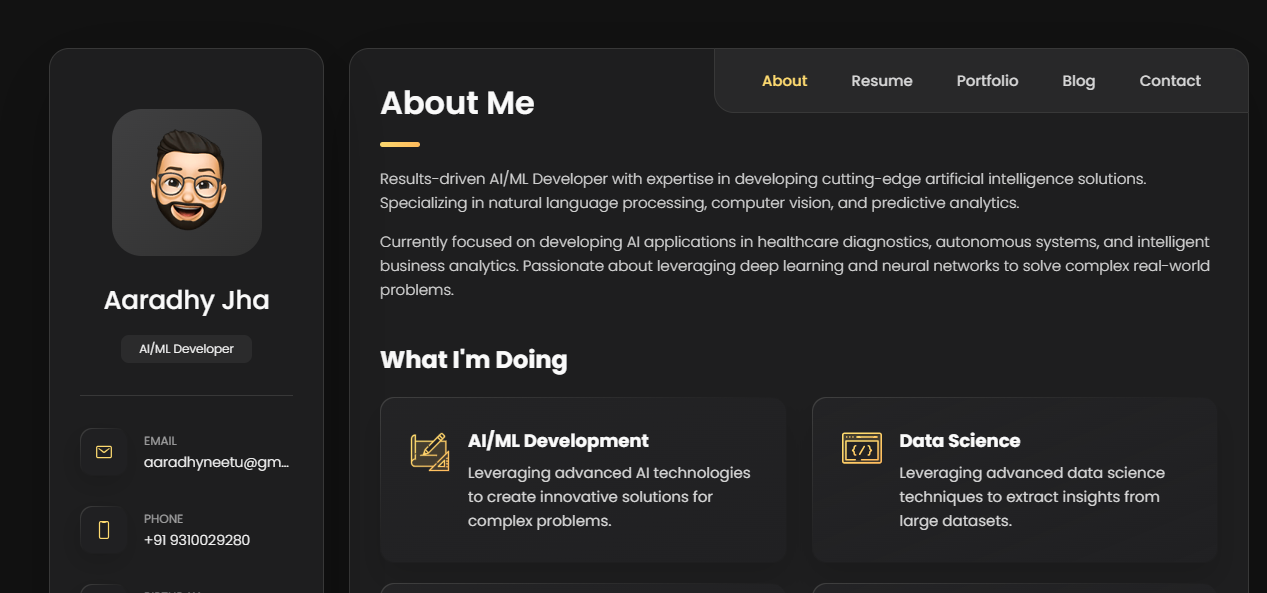 About
Resume
Portfolio
Blog
Contact
Aaradhy Jha
AI/ML Developer
EMAIL
aaradhyneetu@gm...
PHONE
+91 9310029280
About Me
Results-driven AI/ML Developer with expertise in developing cutting-edge artificial intelligence solutions.
Specializing in natural language processing, computer vision, and predictive analytics.
Currently focused on developing AI applications in healthcare diagnostics, autonomous systems, and intelligent
business analytics. Passionate about leveraging deep learning and neural networks to solve complex real-world
problems.
What I'm Doing
AI/ML Development
Leveraging advanced AI technologies
to create innovative solutions for
complex problems.
Data Science
Leveraging advanced data science
techniques to extract insights from
large datasets.